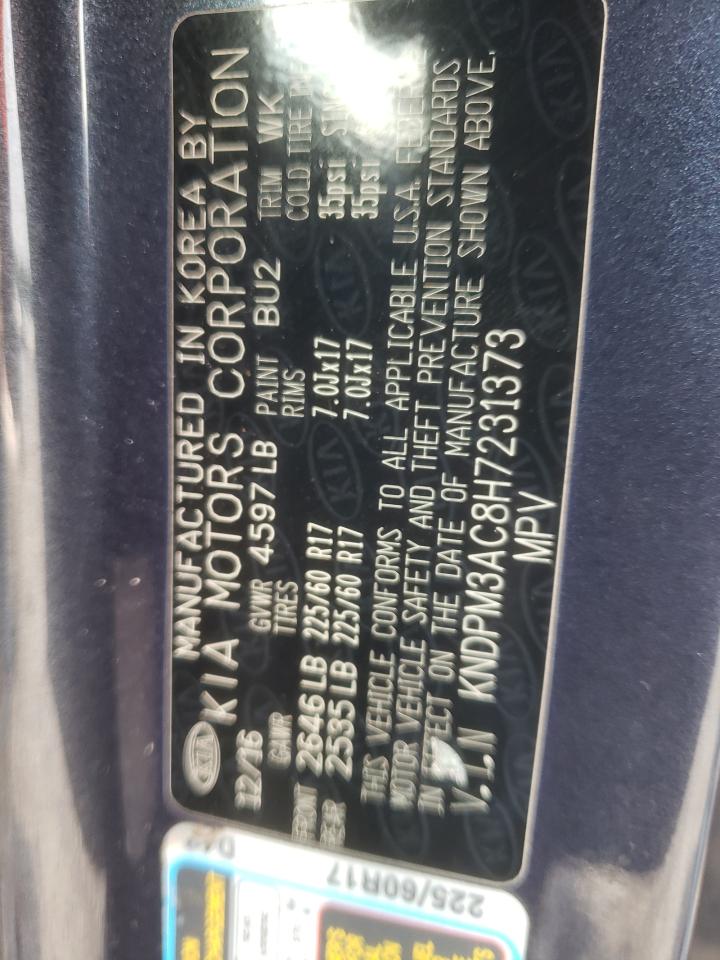 MANUFACTURED IN KOREA BY
KIA KIA MOTORS CORPORATION
12/16 GVWR 4597 LB PAINT BU2 TRIM WK
GAWR TIRES RIMS COLD TIRE
FRONT 2646 LB 225/60 R17 7.0Jx17 35psi
REAR 2535 LB 225/60 R17 7.0Jx17 35psi
THIS VEHICLE CONFORMS TO ALL APPLICABLE U.S.A.
MOTOR VEHICLE SAFETY AND THEFT PREVENTION STANDARDS
IN EFFECT ON THE DATE OF MANUFACTURE SHOWN ABOVE.
V.I.N KNDPM3AC8H7231373
MPV
225/60R17